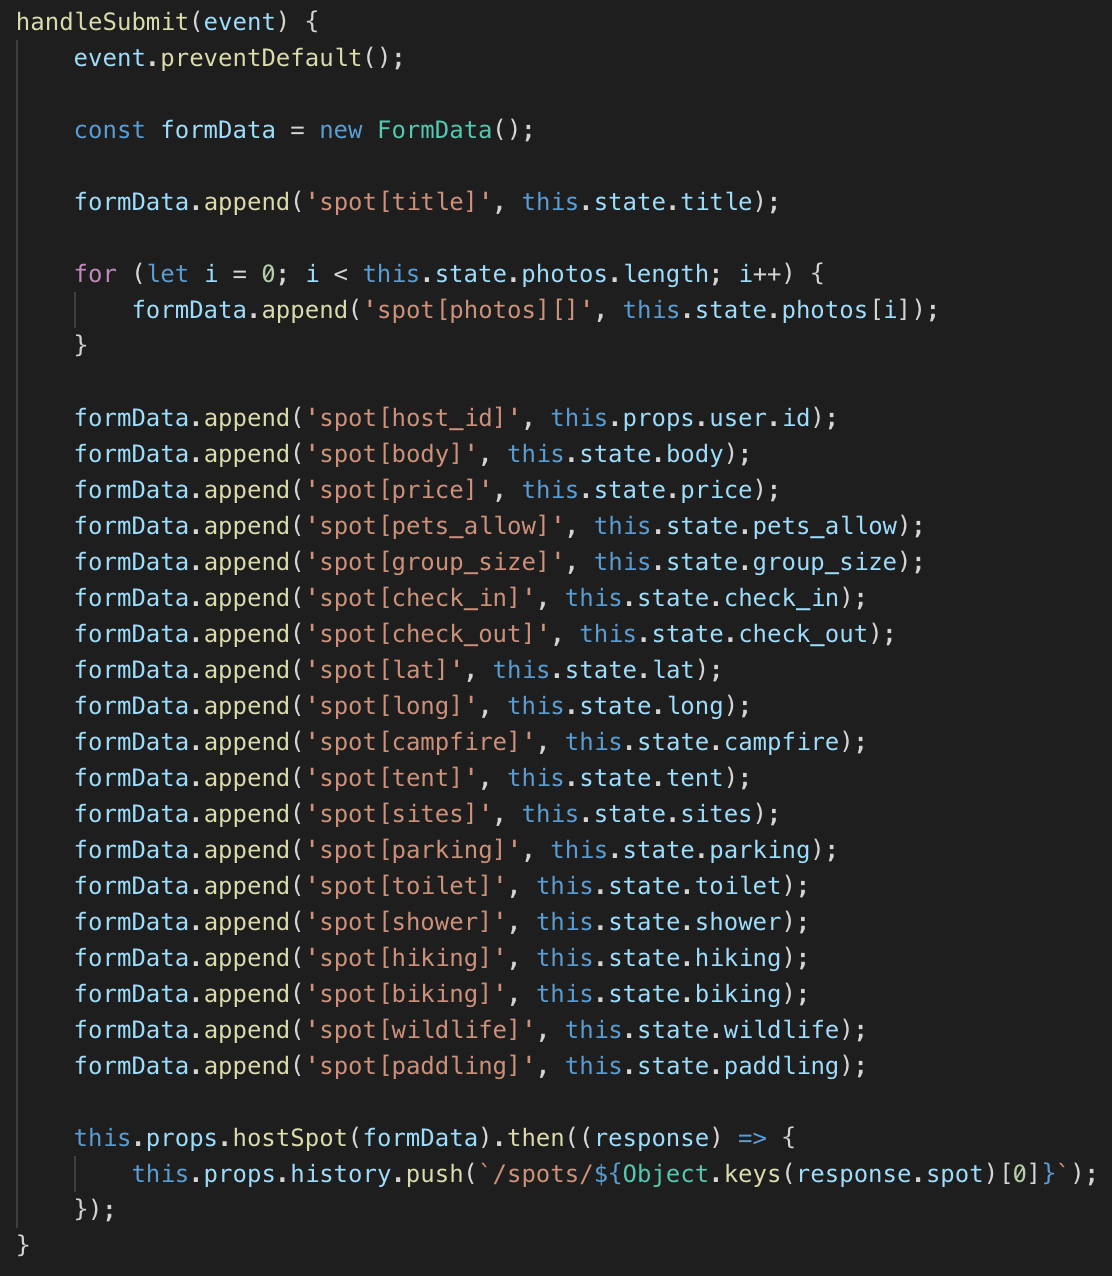 handleSubmit(event) {
    event.preventDefault();

    const formData = new FormData();

    formData.append('spot[title]', this.state.title);

    for (let i = 0; i < this.state.photos.length; i++) {
        formData.append('spot[photos][]', this.state.photos[i]);
    }

    formData.append('spot[host_id]', this.props.user.id);
    formData.append('spot[body]', this.state.body);
    formData.append('spot[price]', this.state.price);
    formData.append('spot[pets_allow]', this.state.pets_allow);
    formData.append('spot[group_size]', this.state.group_size);
    formData.append('spot[check_in]', this.state.check_in);
    formData.append('spot[check_out]', this.state.check_out);
    formData.append('spot[lat]', this.state.lat);
    formData.append('spot[long]', this.state.long);
    formData.append('spot[campfire]', this.state.campfire);
    formData.append('spot[tent]', this.state.tent);
    formData.append('spot[sites]', this.state.sites);
    formData.append('spot[parking]', this.state.parking);
    formData.append('spot[toilet]', this.state.toilet);
    formData.append('spot[shower]', this.state.shower);
    formData.append('spot[hiking]', this.state.hiking);
    formData.append('spot[biking]', this.state.biking);
    formData.append('spot[wildlife]', this.state.wildlife);
    formData.append('spot[paddling]', this.state.paddling);

    this.props.hostSpot(formData).then((response) => {
        this.props.history.push(`/spots/${Object.keys(response.spot)[0]}`);
    });
}